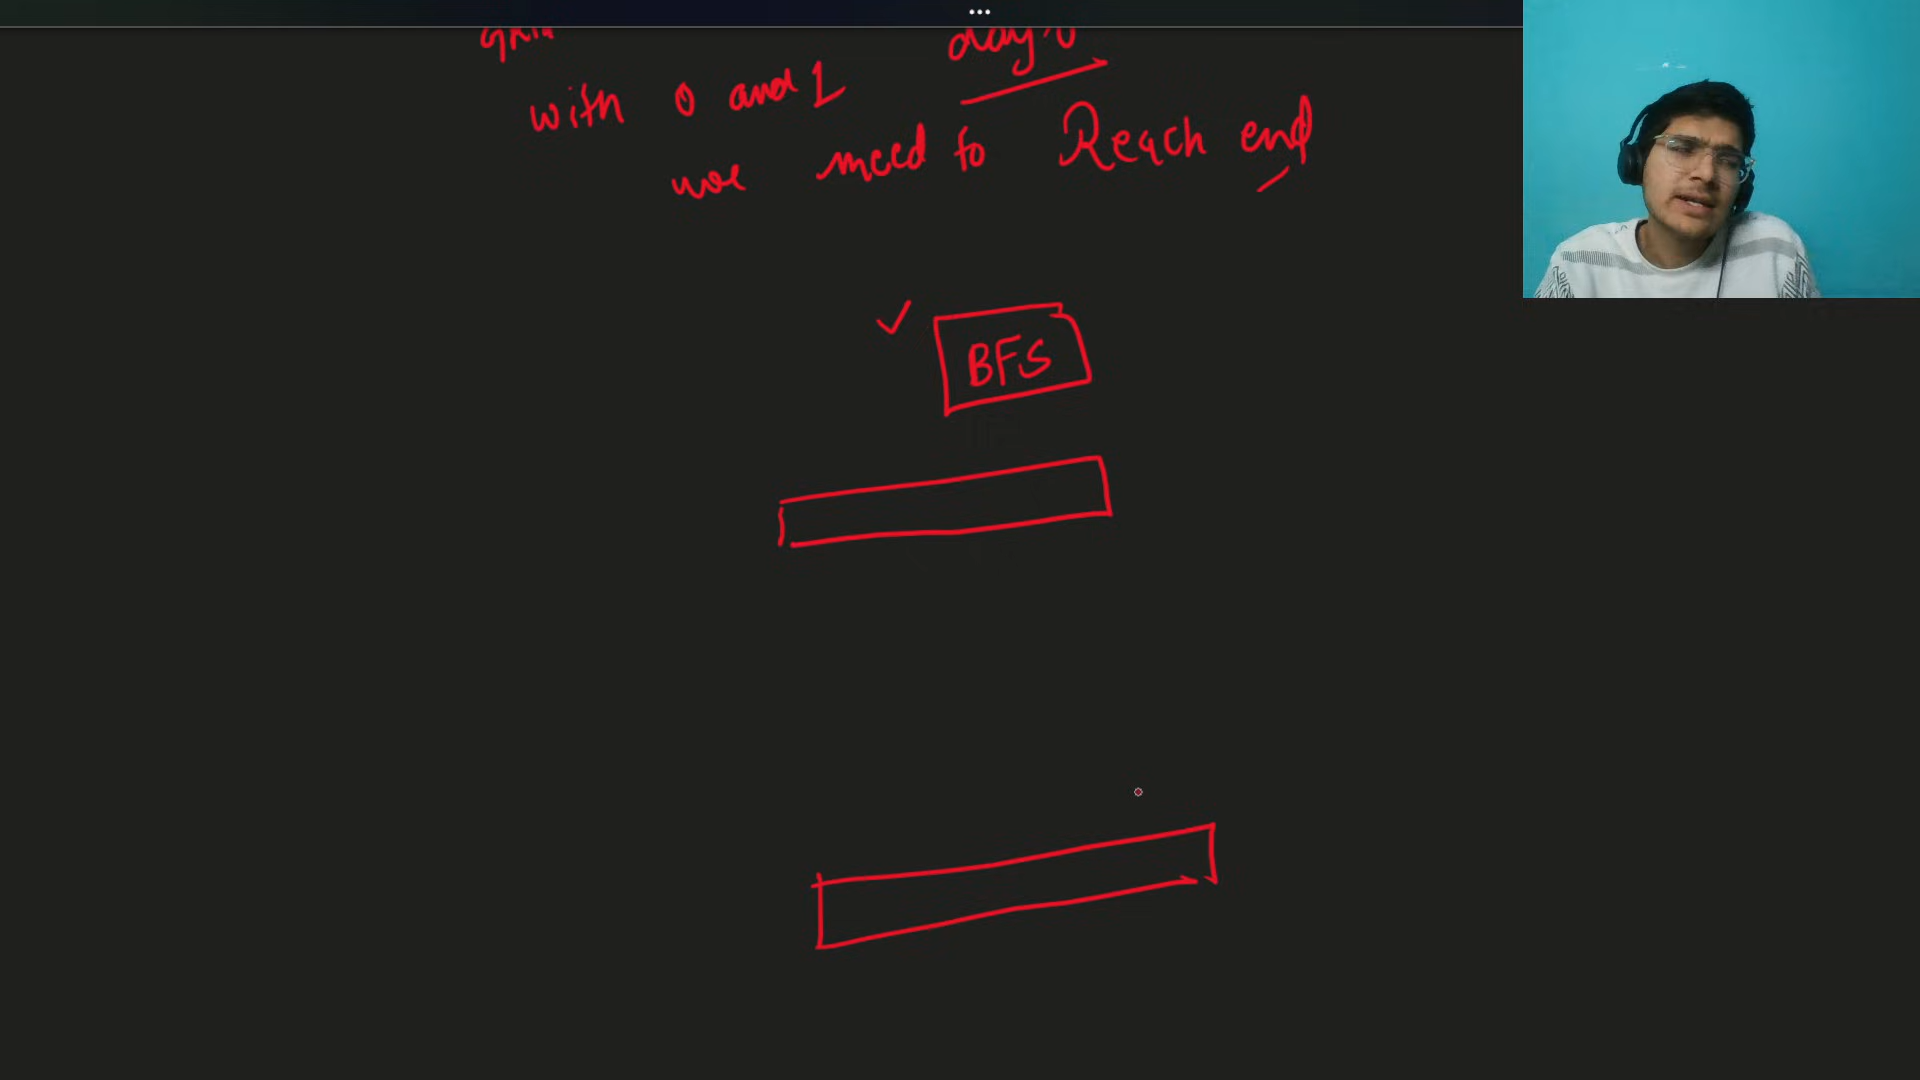 with 0 and 1
we need to Reach end
BFS